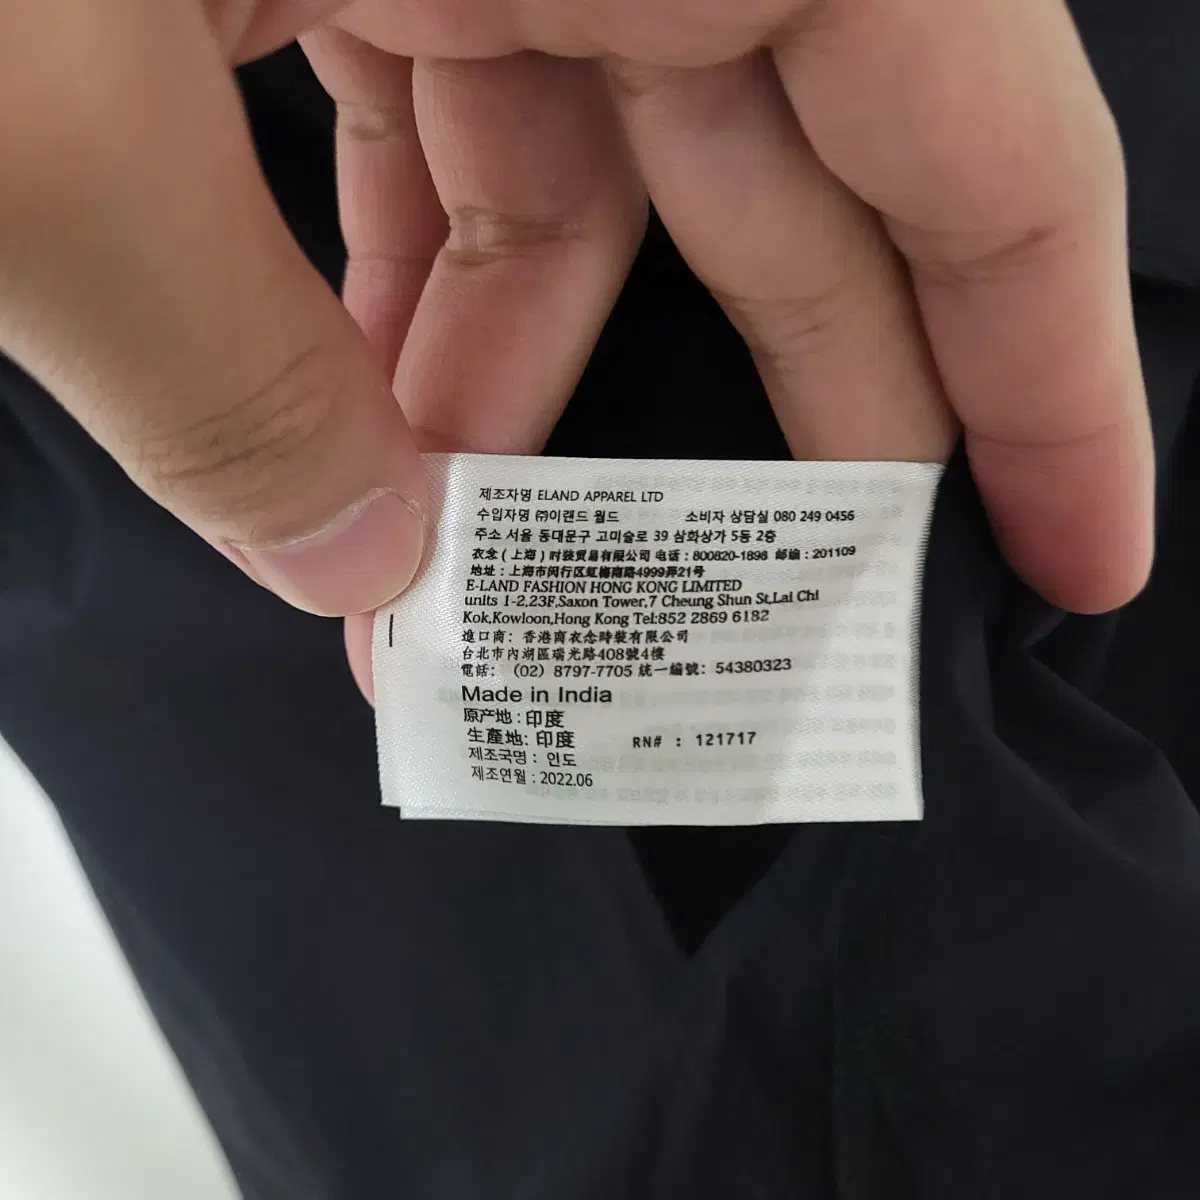 제조자명 ELAND APPAREL LTD
수입자명 ㈜이랜드 월드 소비자 상담실 080 249 0456
주소 서울 동대문구 고미술로 39 삼화상가 5동 2층
衣念(上海)时装贸易有限公司 电话:800820-1898 邮编:201109
地址:上海市闵行区虹梅南路4999弄21号
E-LAND FASHION HONG KONG LIMITED
units 1-2,23F,Saxon Tower,7 Cheung Shun St,Lai Chi
Kok,Kowloon,Hong Kong Tel:852 2869 6182
進口商: 香港商衣念時裝有限公司
台北市內湖區瑞光路408號4樓
電話: (02) 8797-7705 統一編號: 54380323
Made in India
原产地:印度
生產地: 印度 RN# : 121717
제조국명 : 인도
제조연월 : 2022.06